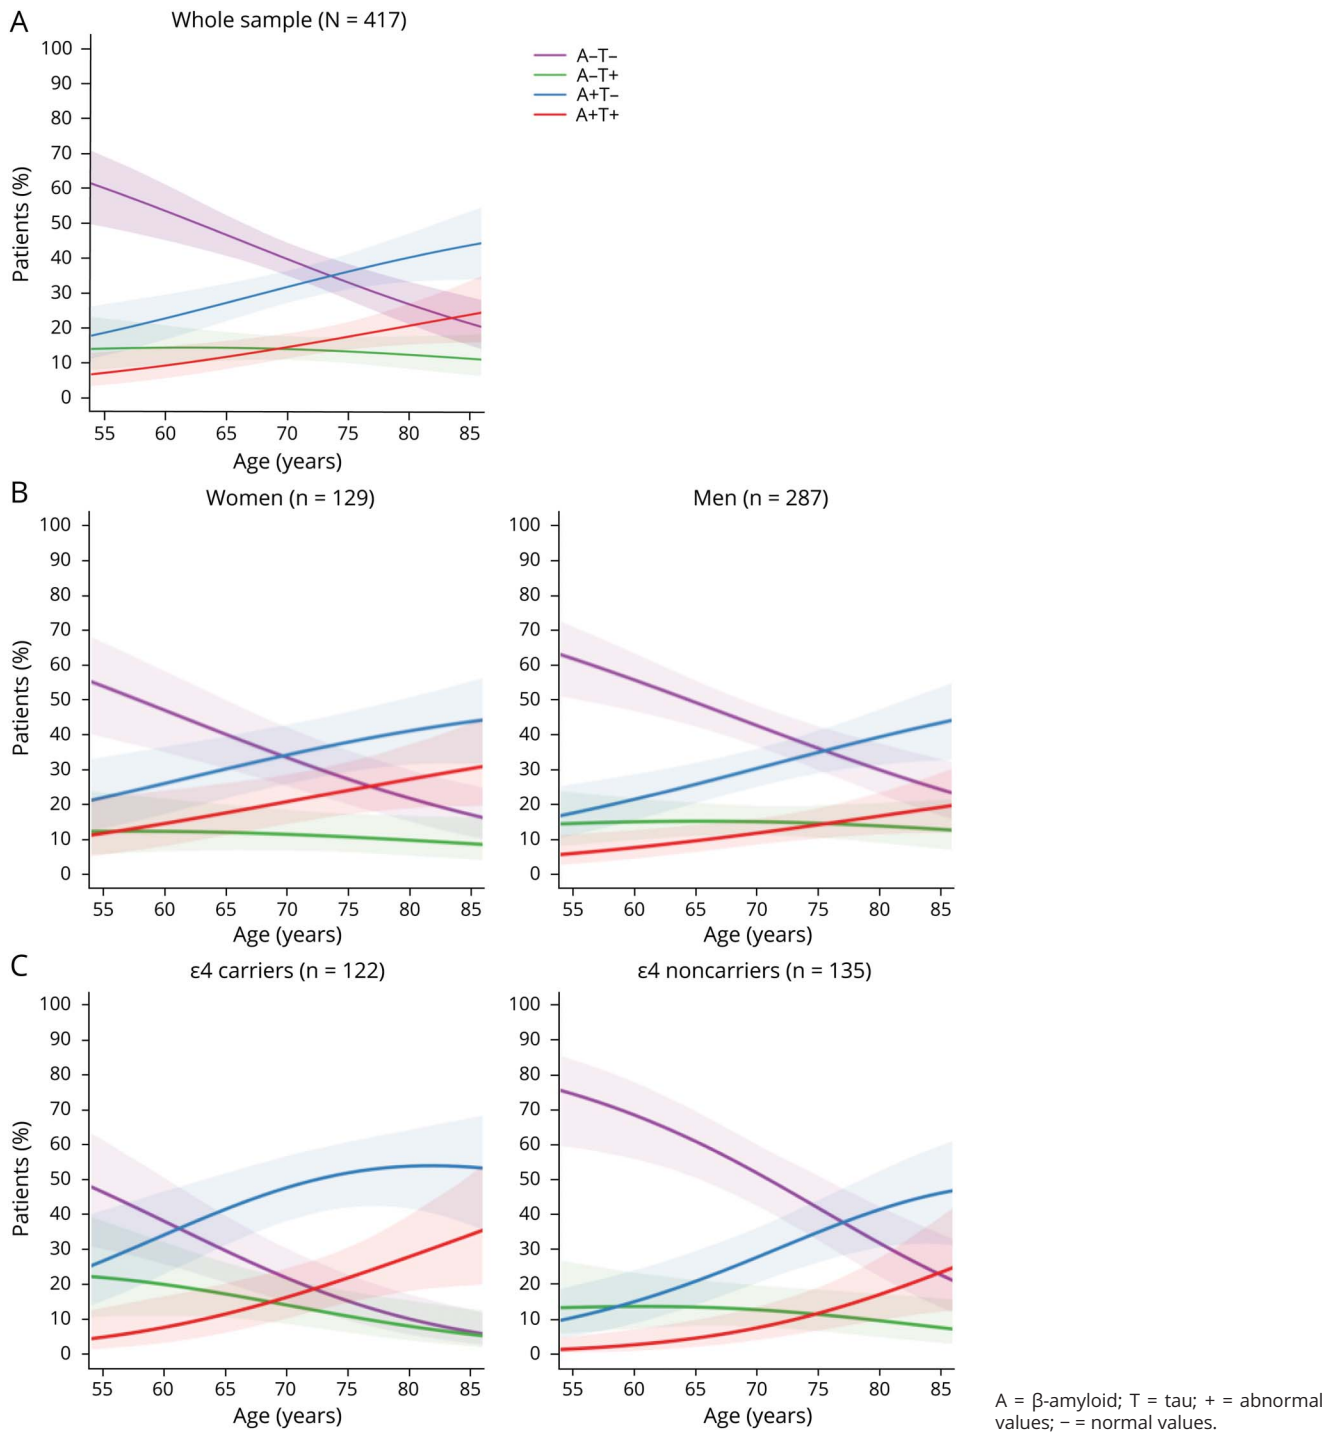 A
Whole sample (N = 417)
100
90
80
70
60
50
40
30
20
10
0
Patients (%)
55 60 65 70 75 80 85
Age (years)
A–T–
A–T+
A+T–
A+T+
B
Women (n = 129)
100
90
80
70
60
50
40
30
20
10
0
Patients (%)
55 60 65 70 75 80 85
Age (years)
Men (n = 287)
100
90
80
70
60
50
40
30
20
10
0
55 60 65 70 75 80 85
Age (years)
C
ε4 carriers (n = 122)
100
90
80
70
60
50
40
30
20
10
0
Patients (%)
55 60 65 70 75 80 85
Age (years)
ε4 noncarriers (n = 135)
100
90
80
70
60
50
40
30
20
10
0
55 60 65 70 75 80 85
Age (years)
A = β-amyloid; T = tau; + = abnormal
values; − = normal values.